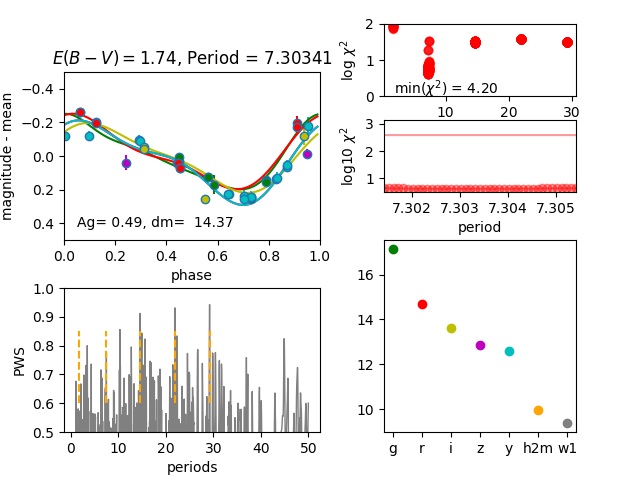 E(B − V) = 1.74, Period = 7.30341
magnitude - mean
−0.4
−0.2
0.0
0.2
0.4
Ag= 0.49, dm=  14.37
0.0 0.2 0.4 0.6 0.8 1.0
phase
log χ²
2
1
0
min(χ²) = 4.20
10 20 30
log10 χ²
3
2
1
7.302 7.303 7.304 7.305
period
PWS
1.0
0.9
0.8
0.7
0.6
0.5
0 10 20 30 40 50
periods
16
14
12
10
g r i z y h2m w1